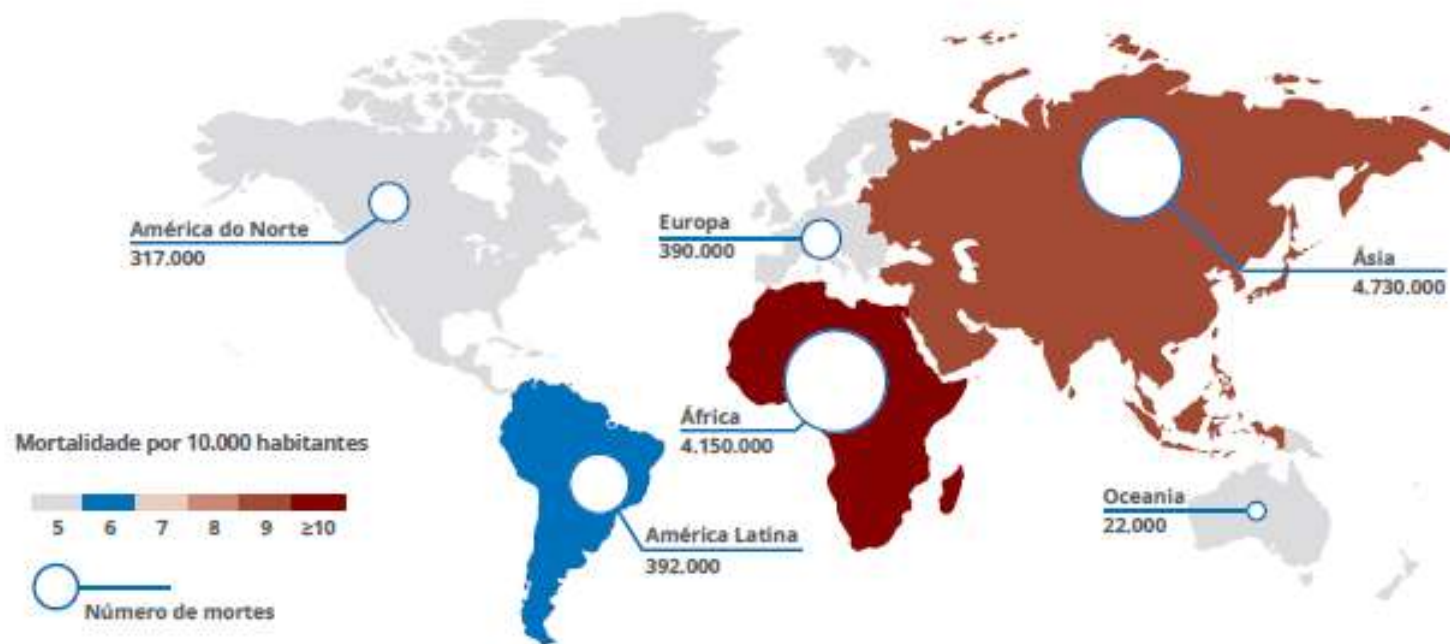 América do Norte
317.000
Europa
390.000
Ásia
4.730.000
África
4.150.000
Mortalidade por 10.000 habitantes
5 6 7 8 9 ≥10
Oceania
22.000
América Latina
392.000
Número de mortes